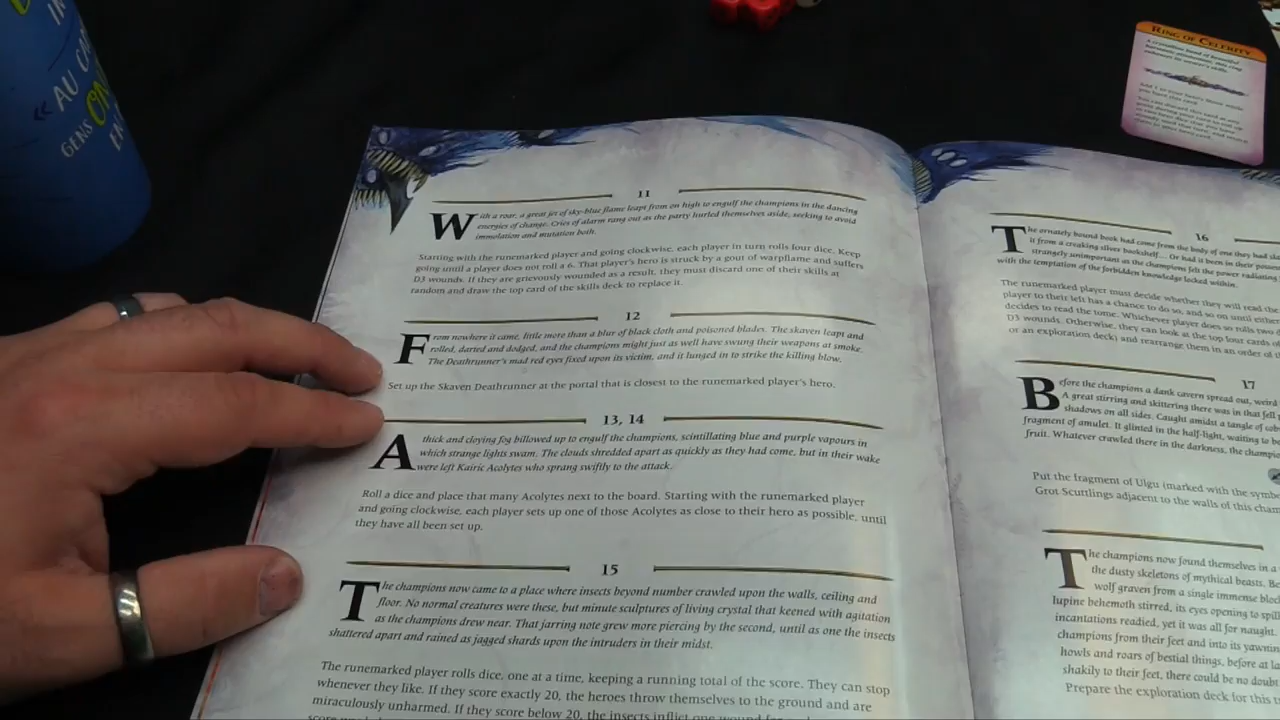 AU
GENS
RING OF CELERITY
11
With a roar, a great jet of sky-blue flame leapt from on high to engulf the champions in the dancing
energies of change. Cries of alarm rang out as the party hurled themselves aside, seeking to avoid
immolation and mutation both.
Starting with the runemarked player and going clockwise, each player in turn rolls four dice. Keep
going until a player does not roll a 6. That player's hero is struck by a gout of warpflame and suffers
D3 wounds. If they are grievously wounded as a result, they must discard one of their skills at
random and draw the top card of the skills deck to replace it.
12
From nowhere it came, little more than a blur of black cloth and poisoned blades. The skaven leapt and
rolled, darted and dodged, and the champions might just as well have swung their weapons at smoke.
The Deathrunner's mad red eyes fixed upon its victim, and it lunged in to strike the killing blow.
Set up the Skaven Deathrunner at the portal that is closest to the runemarked player's hero.
13, 14
A thick and cloying fog billowed up to engulf the champions, scintillating blue and purple vapours in
which strange lights swam. The clouds shredded apart as quickly as they had come, but in their wake
were left Kairic Acolytes who sprang swiftly to the attack.
Roll a dice and place that many Acolytes next to the board. Starting with the runemarked player
and going clockwise, each player sets up one of those Acolytes as close to their hero as possible, until
they have all been set up.
15
The champions now came to a place where insects beyond number crawled upon the walls, ceiling and
floor. No normal creatures were these, but minute sculptures of living crystal that keened with agitation
as the champions drew near. That jarring note grew more piercing by the second, until as one the insects
shattered apart and rained as jagged shards upon the intruders in their midst.
The runemarked player rolls dice, one at a time, keeping a running total of the score. They can stop
whenever they like. If they score exactly 20, the heroes throw themselves to the ground and are
miraculously unharmed. If they score below 20, the insects inflict one wound
16
The ornately bound book had come from the body of one they had
it from a creaking silver bookshelf... Or had it been in their
strangely unimportant as the champions felt the power radiating
with the temptation of the forbidden knowledge locked within.
The runemarked player must decide whether they will read
player to their left has a chance to do so, and so on until either
decides to read the tome. Whichever player does so rolls two
D3 wounds. Otherwise, they can look at the top four cards of
or an exploration deck) and rearrange them in an order
17
Before the champions a dank cavern spread out, weird
A great stirring and skittering there was in that fell
shadows on all sides. Caught amidst a tangle of
fragment of amulet. It glinted in the half-light, waiting to
fruit. Whatever crawled there in the darkness, the
Put the fragment of Ulgu (marked with the
Grot Scuttlings adjacent to the walls of this
The champions now found themselves in a
the dusty skeletons of mythical beasts.
wolf graven from a single immense
lupine behemoth stirred, its eyes opening to
incantations readied, yet it was all for naught.
champions from their feet and into its
howls and roars of bestial things, before at
shakily to their feet, there could be no doubt
Prepare the exploration deck for this